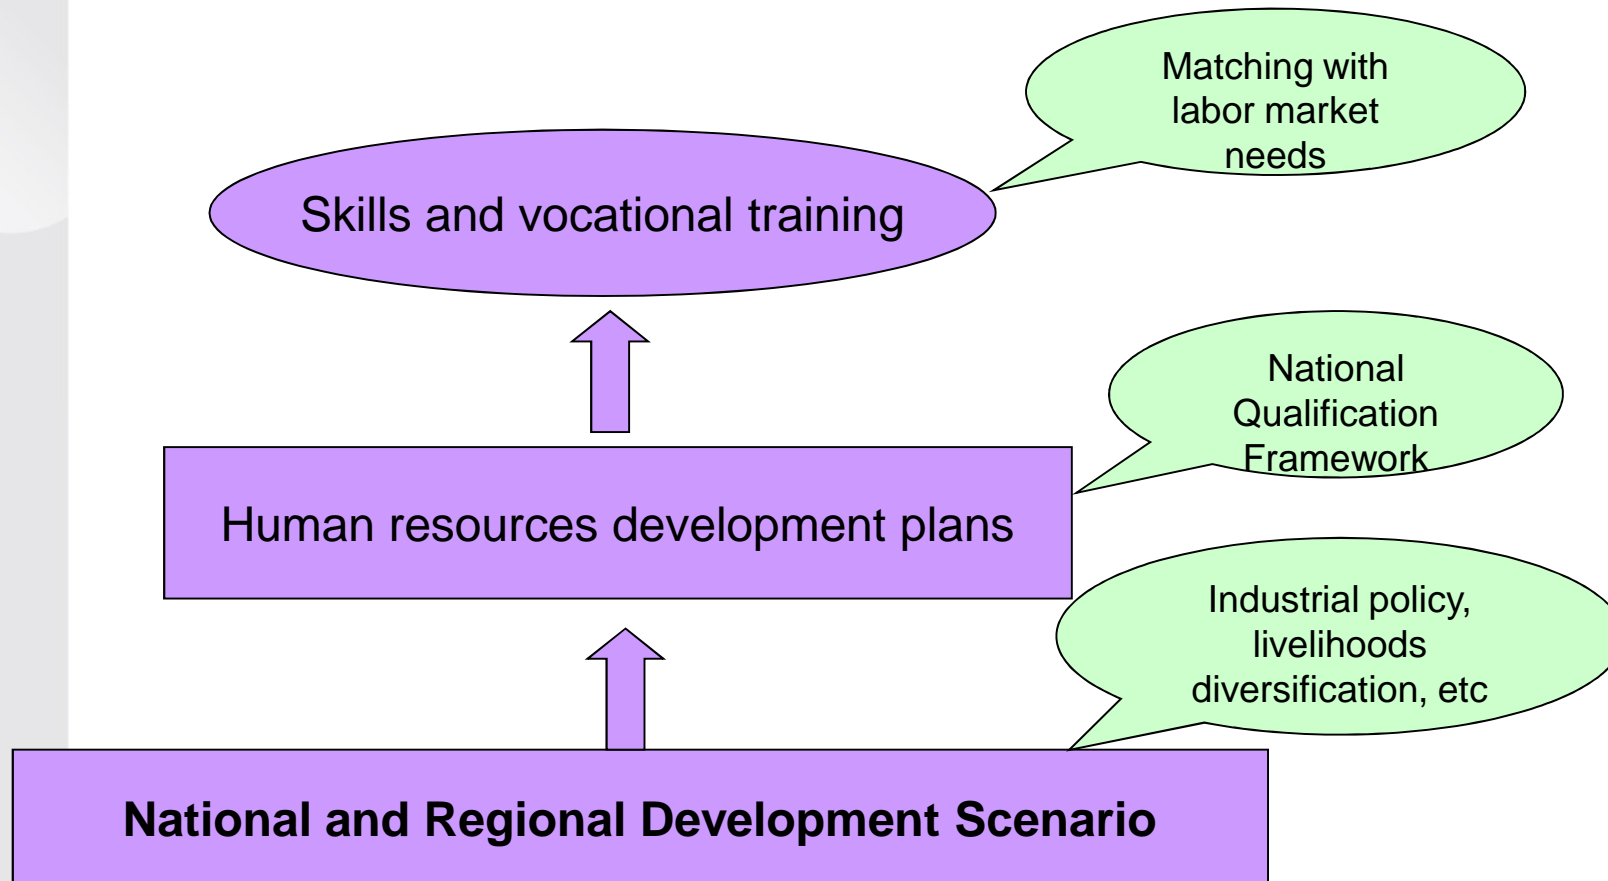 Matching with
labor market
needs
Skills and vocational training
National
Qualification
Framework
Human resources development plans
Industrial policy,
livelihoods
diversification, etc
National and Regional Development Scenario